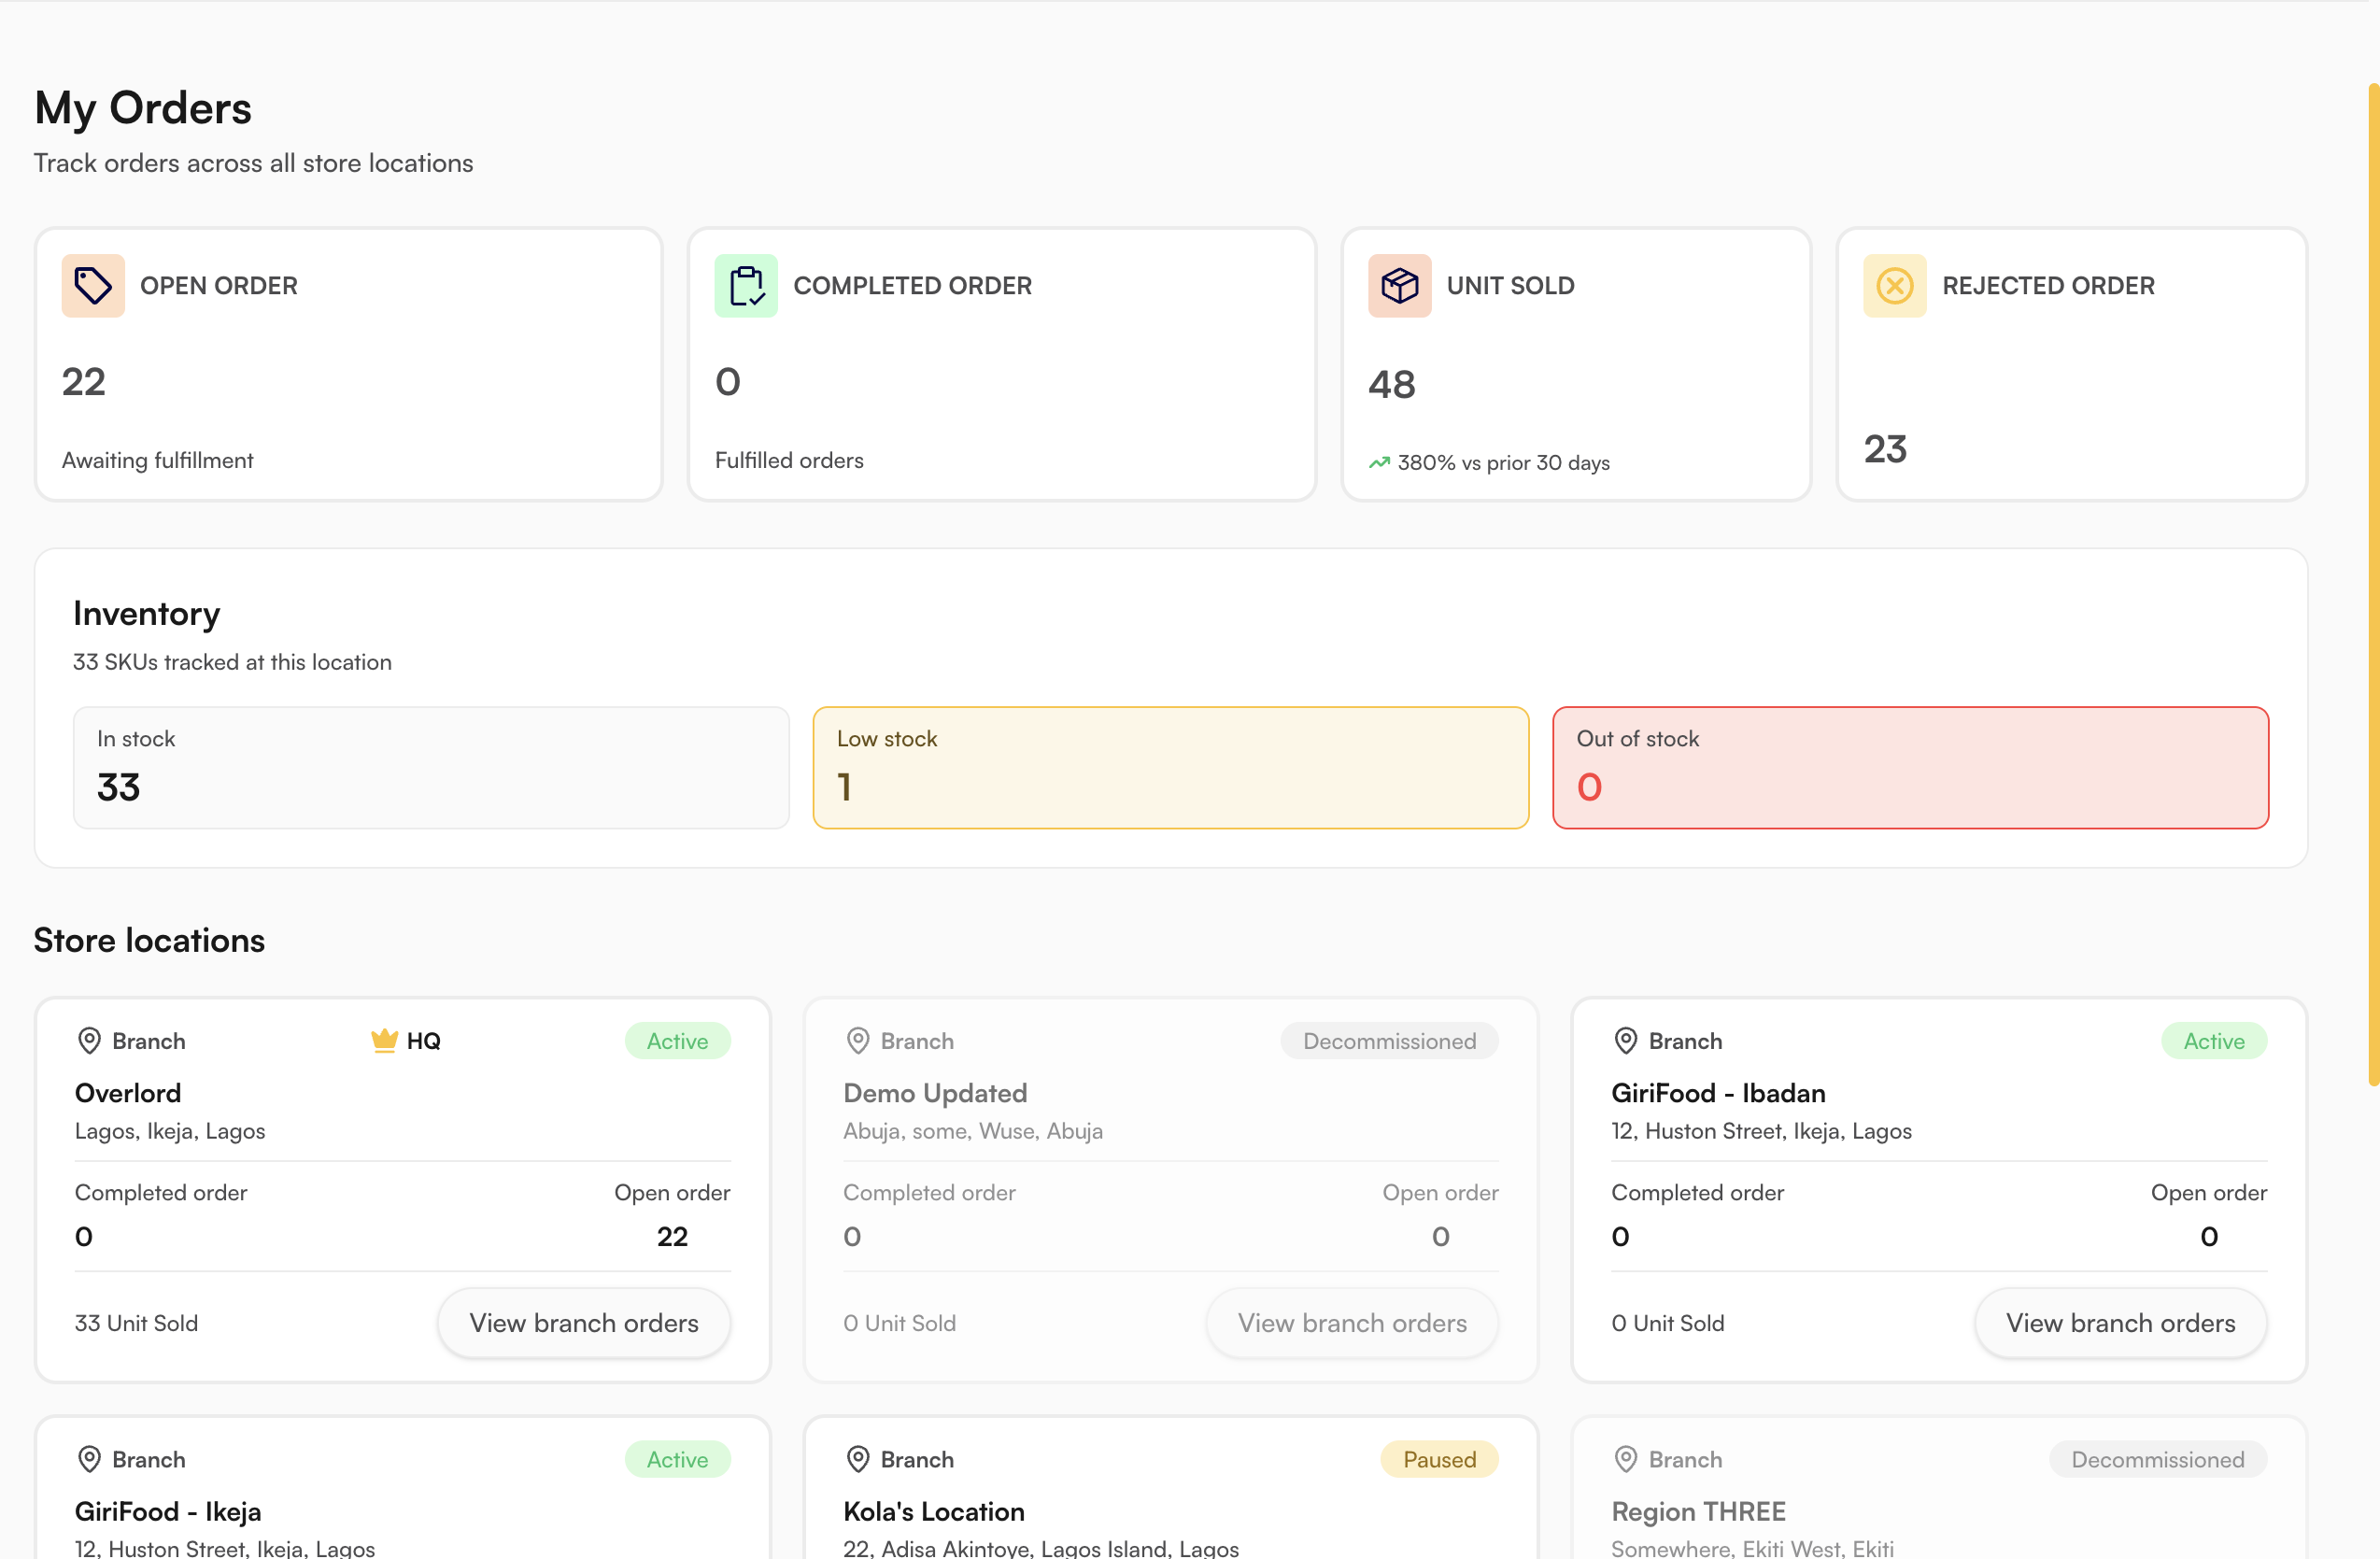 My Orders
Track orders across all store locations
OPEN ORDER
22
Awaiting fulfillment
COMPLETED ORDER
0
Fulfilled orders
UNIT SOLD
48
380% vs prior 30 days
REJECTED ORDER
23
Inventory
33 SKUs tracked at this location
In stock
33
Low stock
1
Out of stock
0
Store locations
Branch HQ Active
Overlord
Lagos, Ikeja, Lagos
Completed order Open order
0 22
33 Unit Sold View branch orders
Branch Decommissioned
Demo Updated
Abuja, some, Wuse, Abuja
Completed order Open order
0 0
0 Unit Sold View branch orders
Branch Active
GiriFood - Ibadan
12, Huston Street, Ikeja, Lagos
Completed order Open order
0 0
0 Unit Sold View branch orders
Branch Active
GiriFood - Ikeja
12, Huston Street, Ikeja, Lagos
Branch Paused
Kola's Location
22, Adisa Akintoye, Lagos Island, Lagos
Branch Decommissioned
Region THREE
Somewhere, Ekiti West, Ekiti